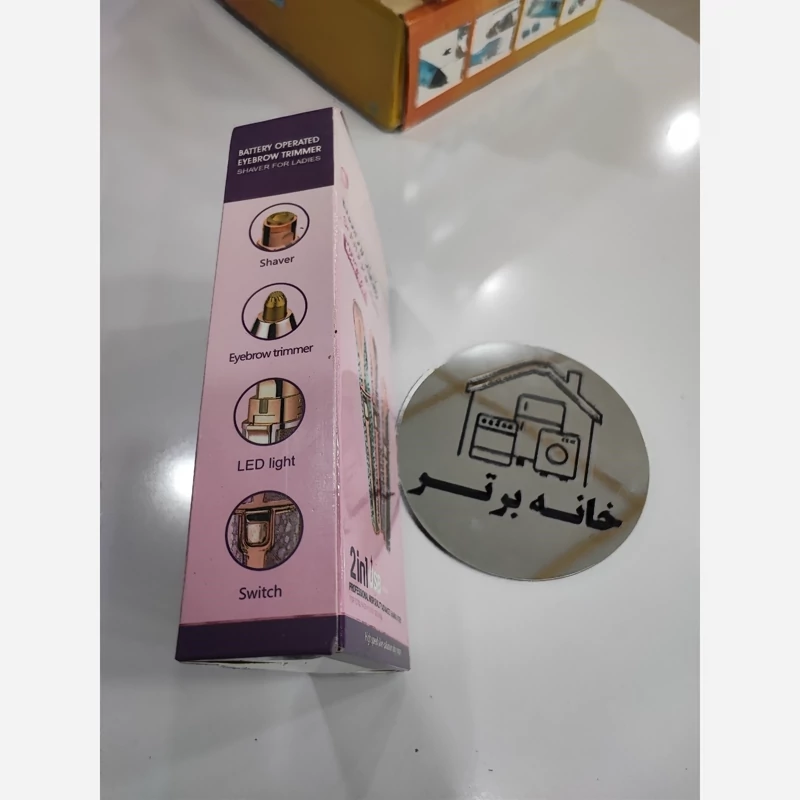 BATTERY OPERATED
EYEBROW TRIMMER
SHAVER FOR LADIES
Shaver
Eyebrow trimmer
LED light
Switch
2in1
خانه برتر